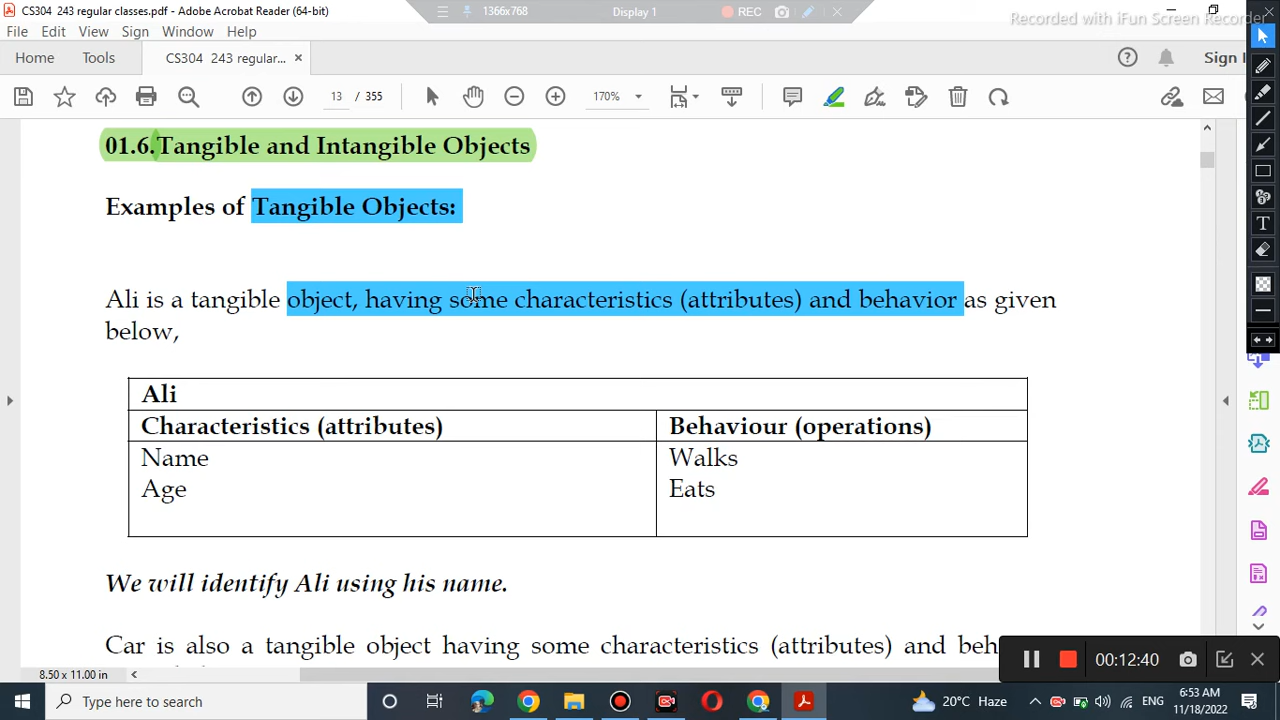 CS304 243 regular classes.pdf - Adobe Acrobat Reader (64-bit)
1366x768
Display 1
REC
Recorded with iFun Screen Recorder
File Edit View Sign Window Help
Home Tools CS304 243 regular... ×
Sign I
13 / 355
170%
01.6.Tangible and Intangible Objects
Examples of Tangible Objects:
Ali is a tangible object, having some characteristics (attributes) and behavior as given
below,
Ali
Characteristics (attributes) Behaviour (operations)
Name Walks
Age Eats
We will identify Ali using his name.
Car is also a tangible object having some characteristics (attributes) and beh
8.50 x 11.00 in
00:12:40
Type here to search
20°C Haze
ENG
6:53 AM
11/18/2022